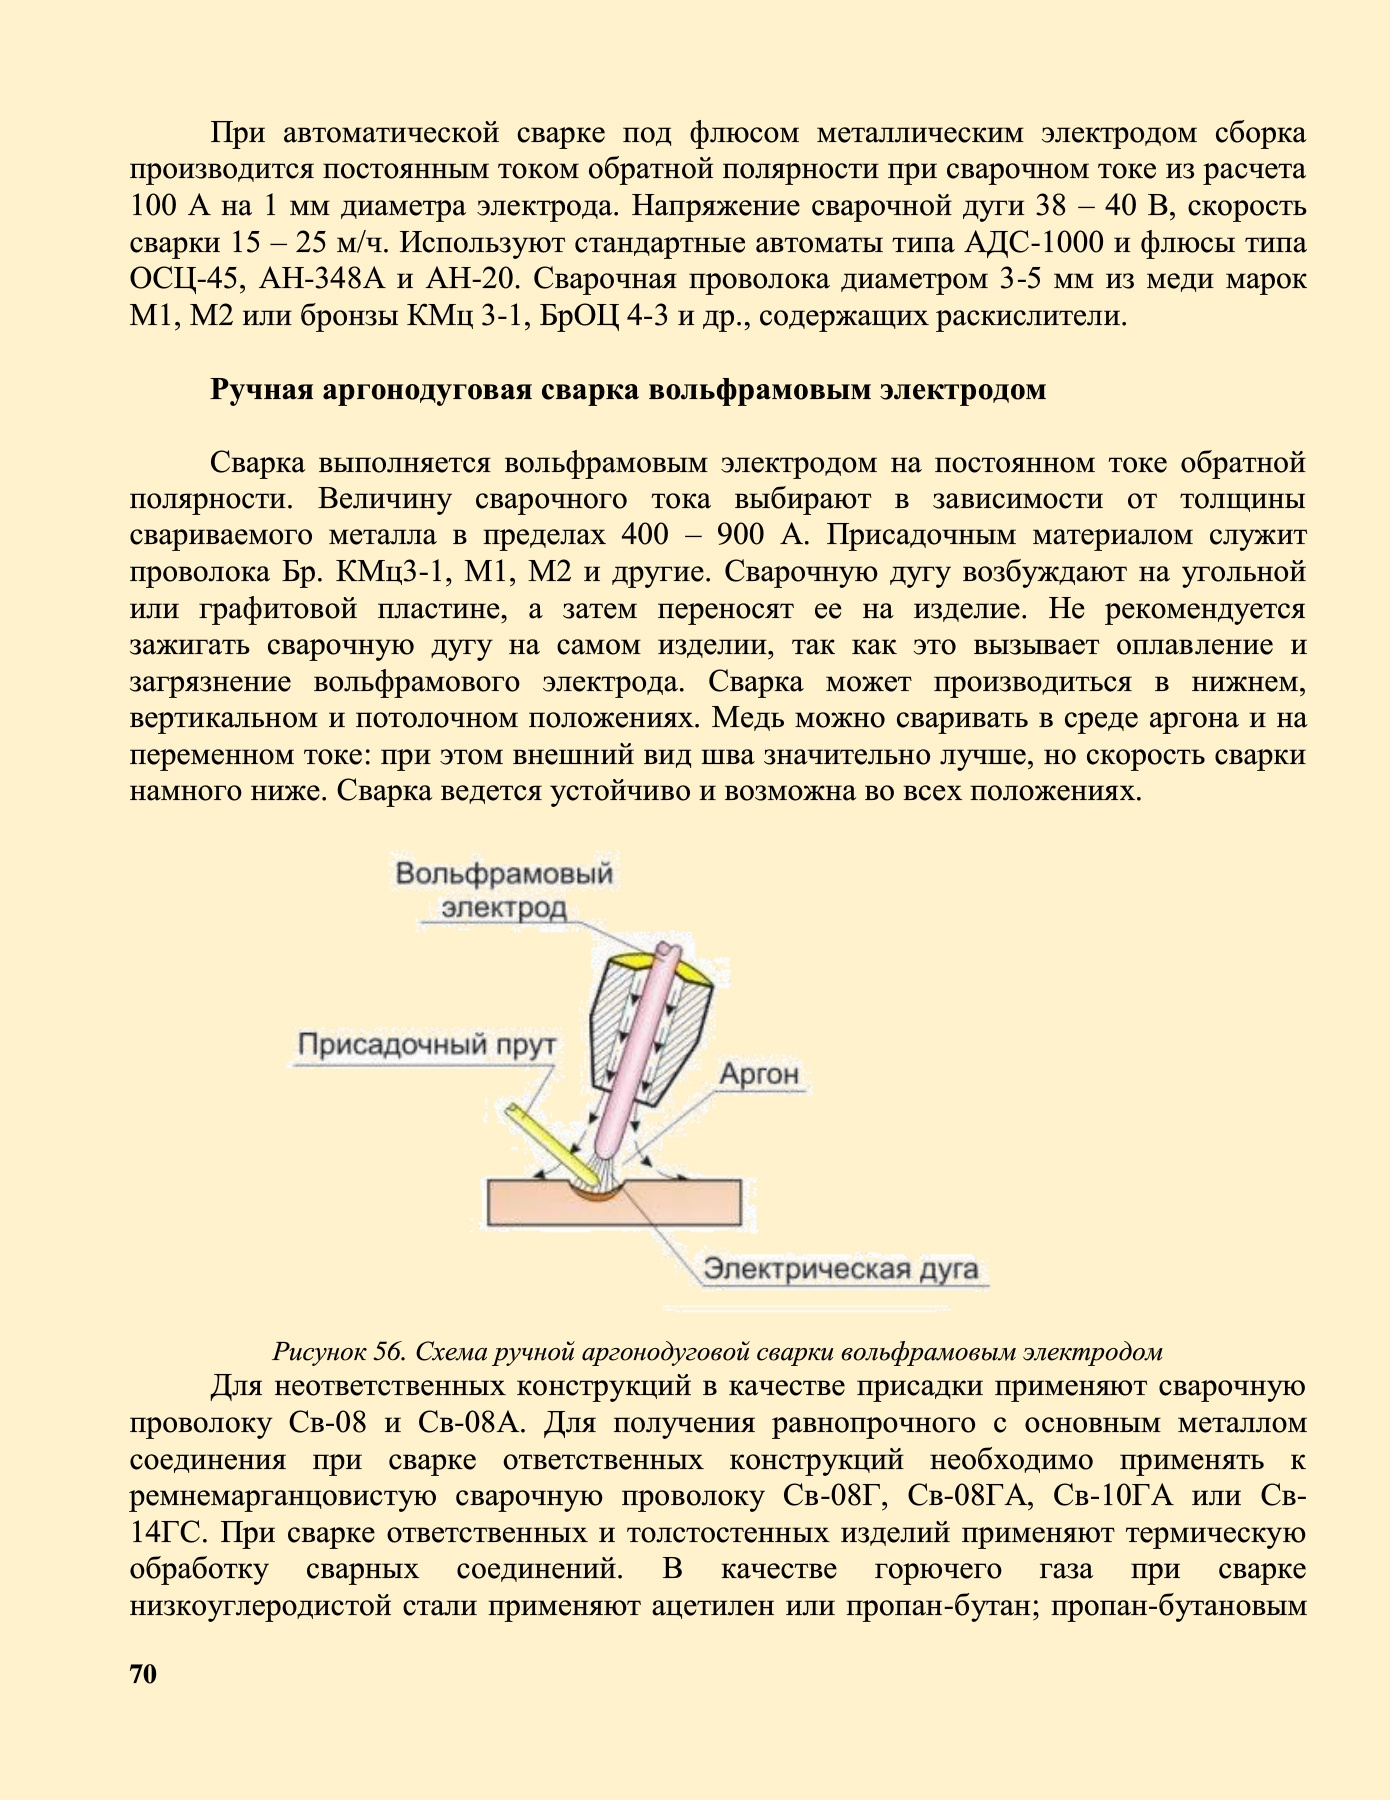 При автоматической сварке под флюсом металлическим электродом сборка
производится постоянным током обратной полярности при сварочном токе из расчета
100 А на 1 мм диаметра электрода. Напряжение сварочной дуги 38 – 40 В, скорость
сварки 15 – 25 м/ч. Используют стандартные автоматы типа АДС-1000 и флюсы типа
ОСЦ-45, АН-348А и АН-20. Сварочная проволока диаметром 3-5 мм из меди марок
М1, М2 или бронзы КМц 3-1, БрОЦ 4-3 и др., содержащих раскислители.
Ручная аргонодуговая сварка вольфрамовым электродом
Сварка выполняется вольфрамовым электродом на постоянном токе обратной
полярности. Величину сварочного тока выбирают в зависимости от толщины
свариваемого металла в пределах 400 – 900 А. Присадочным материалом служит
проволока Бр. КМц3-1, М1, М2 и другие. Сварочную дугу возбуждают на угольной
или графитовой пластине, а затем переносят ее на изделие. Не рекомендуется
зажигать сварочную дугу на самом изделии, так как это вызывает оплавление и
загрязнение вольфрамового электрода. Сварка может производиться в нижнем,
вертикальном и потолочном положениях. Медь можно сваривать в среде аргона и на
переменном токе: при этом внешний вид шва значительно лучше, но скорость сварки
намного ниже. Сварка ведется устойчиво и возможна во всех положениях.
Вольфрамовый
электрод
Присадочный прут
Аргон
Электрическая дуга
Рисунок 56. Схема ручной аргонодуговой сварки вольфрамовым электродом
Для неответственных конструкций в качестве присадки применяют сварочную
проволоку Св-08 и Св-08А. Для получения равнопрочного с основным металлом
соединения при сварке ответственных конструкций необходимо применять к
ремнемарганцовистую сварочную проволоку Св-08Г, Св-08ГА, Св-10ГА или Св-
14ГС. При сварке ответственных и толстостенных изделий применяют термическую
обработку сварных соединений. В качестве горючего газа при сварке
низкоуглеродистой стали применяют ацетилен или пропан-бутан; пропан-бутановым
70